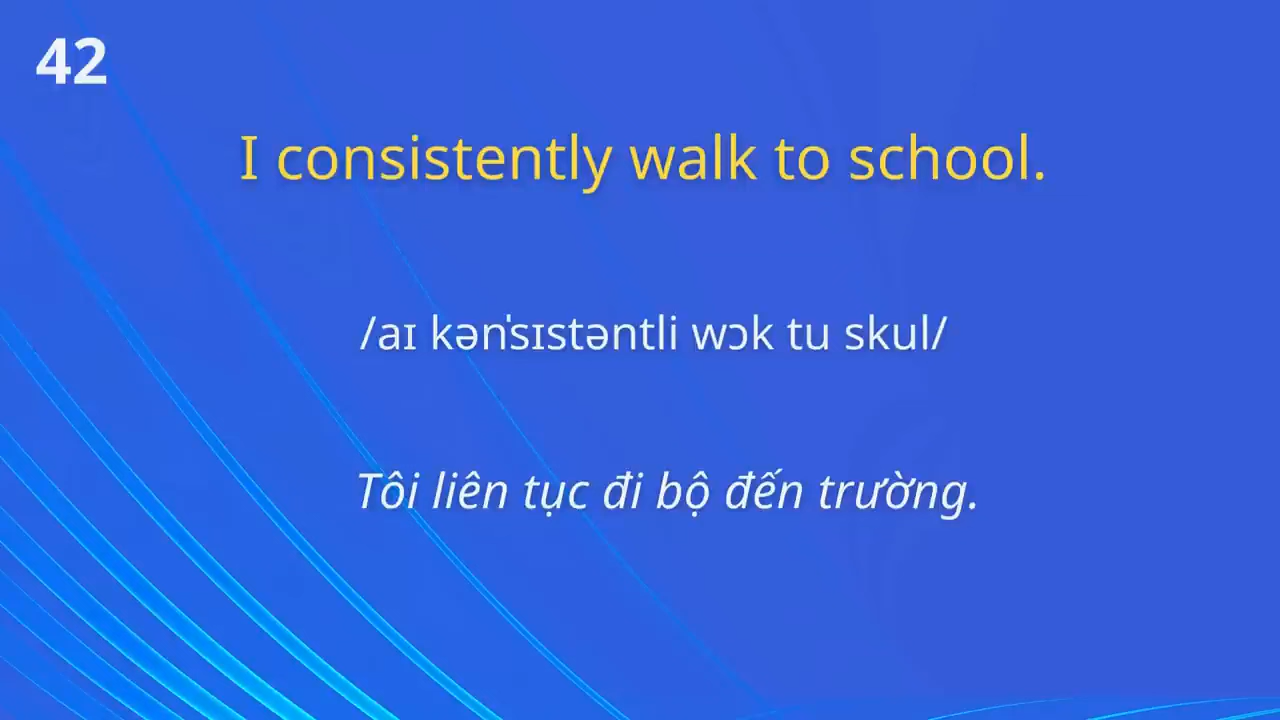 42
I consistently walk to school.
/aɪ kənˈsɪstəntli wɔk tu skul/
Tôi liên tục đi bộ đến trường.